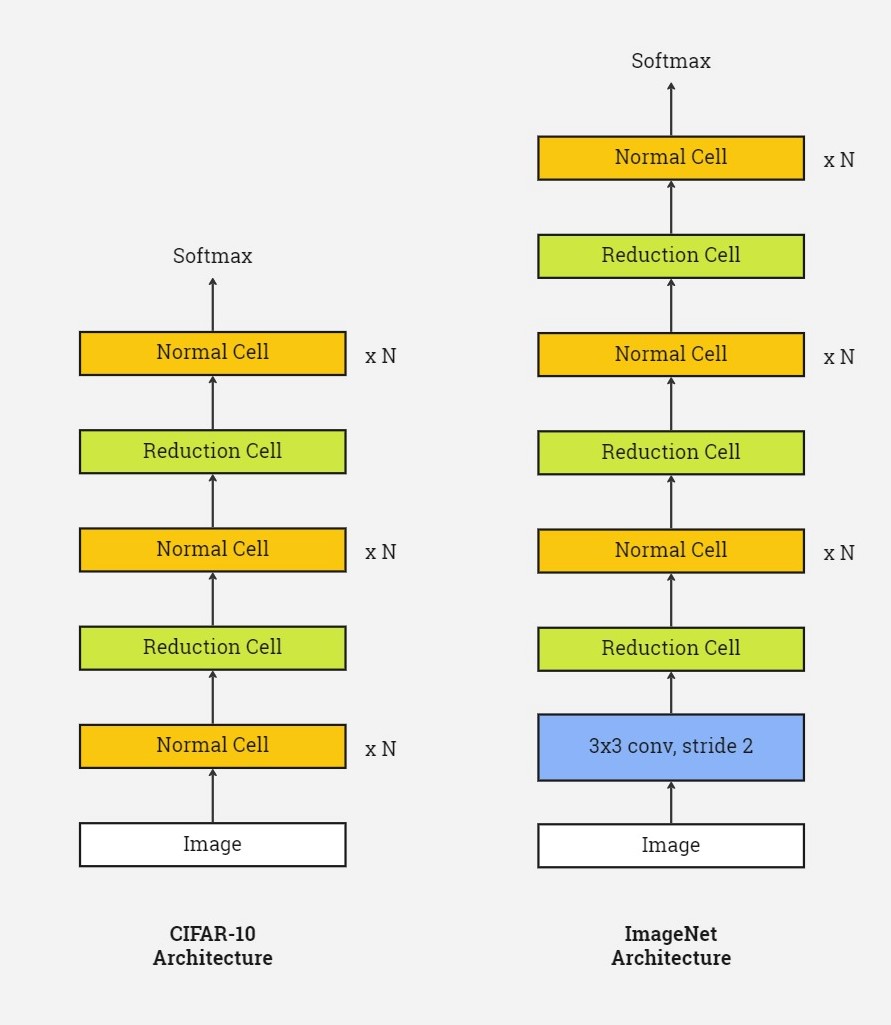 Softmax
Normal Cell
x N
Reduction Cell
Normal Cell
x N
Reduction Cell
Normal Cell
x N
Image
CIFAR-10
Architecture
Softmax
Normal Cell
x N
Reduction Cell
Normal Cell
x N
Reduction Cell
Normal Cell
x N
Reduction Cell
3x3 conv, stride 2
Image
ImageNet
Architecture